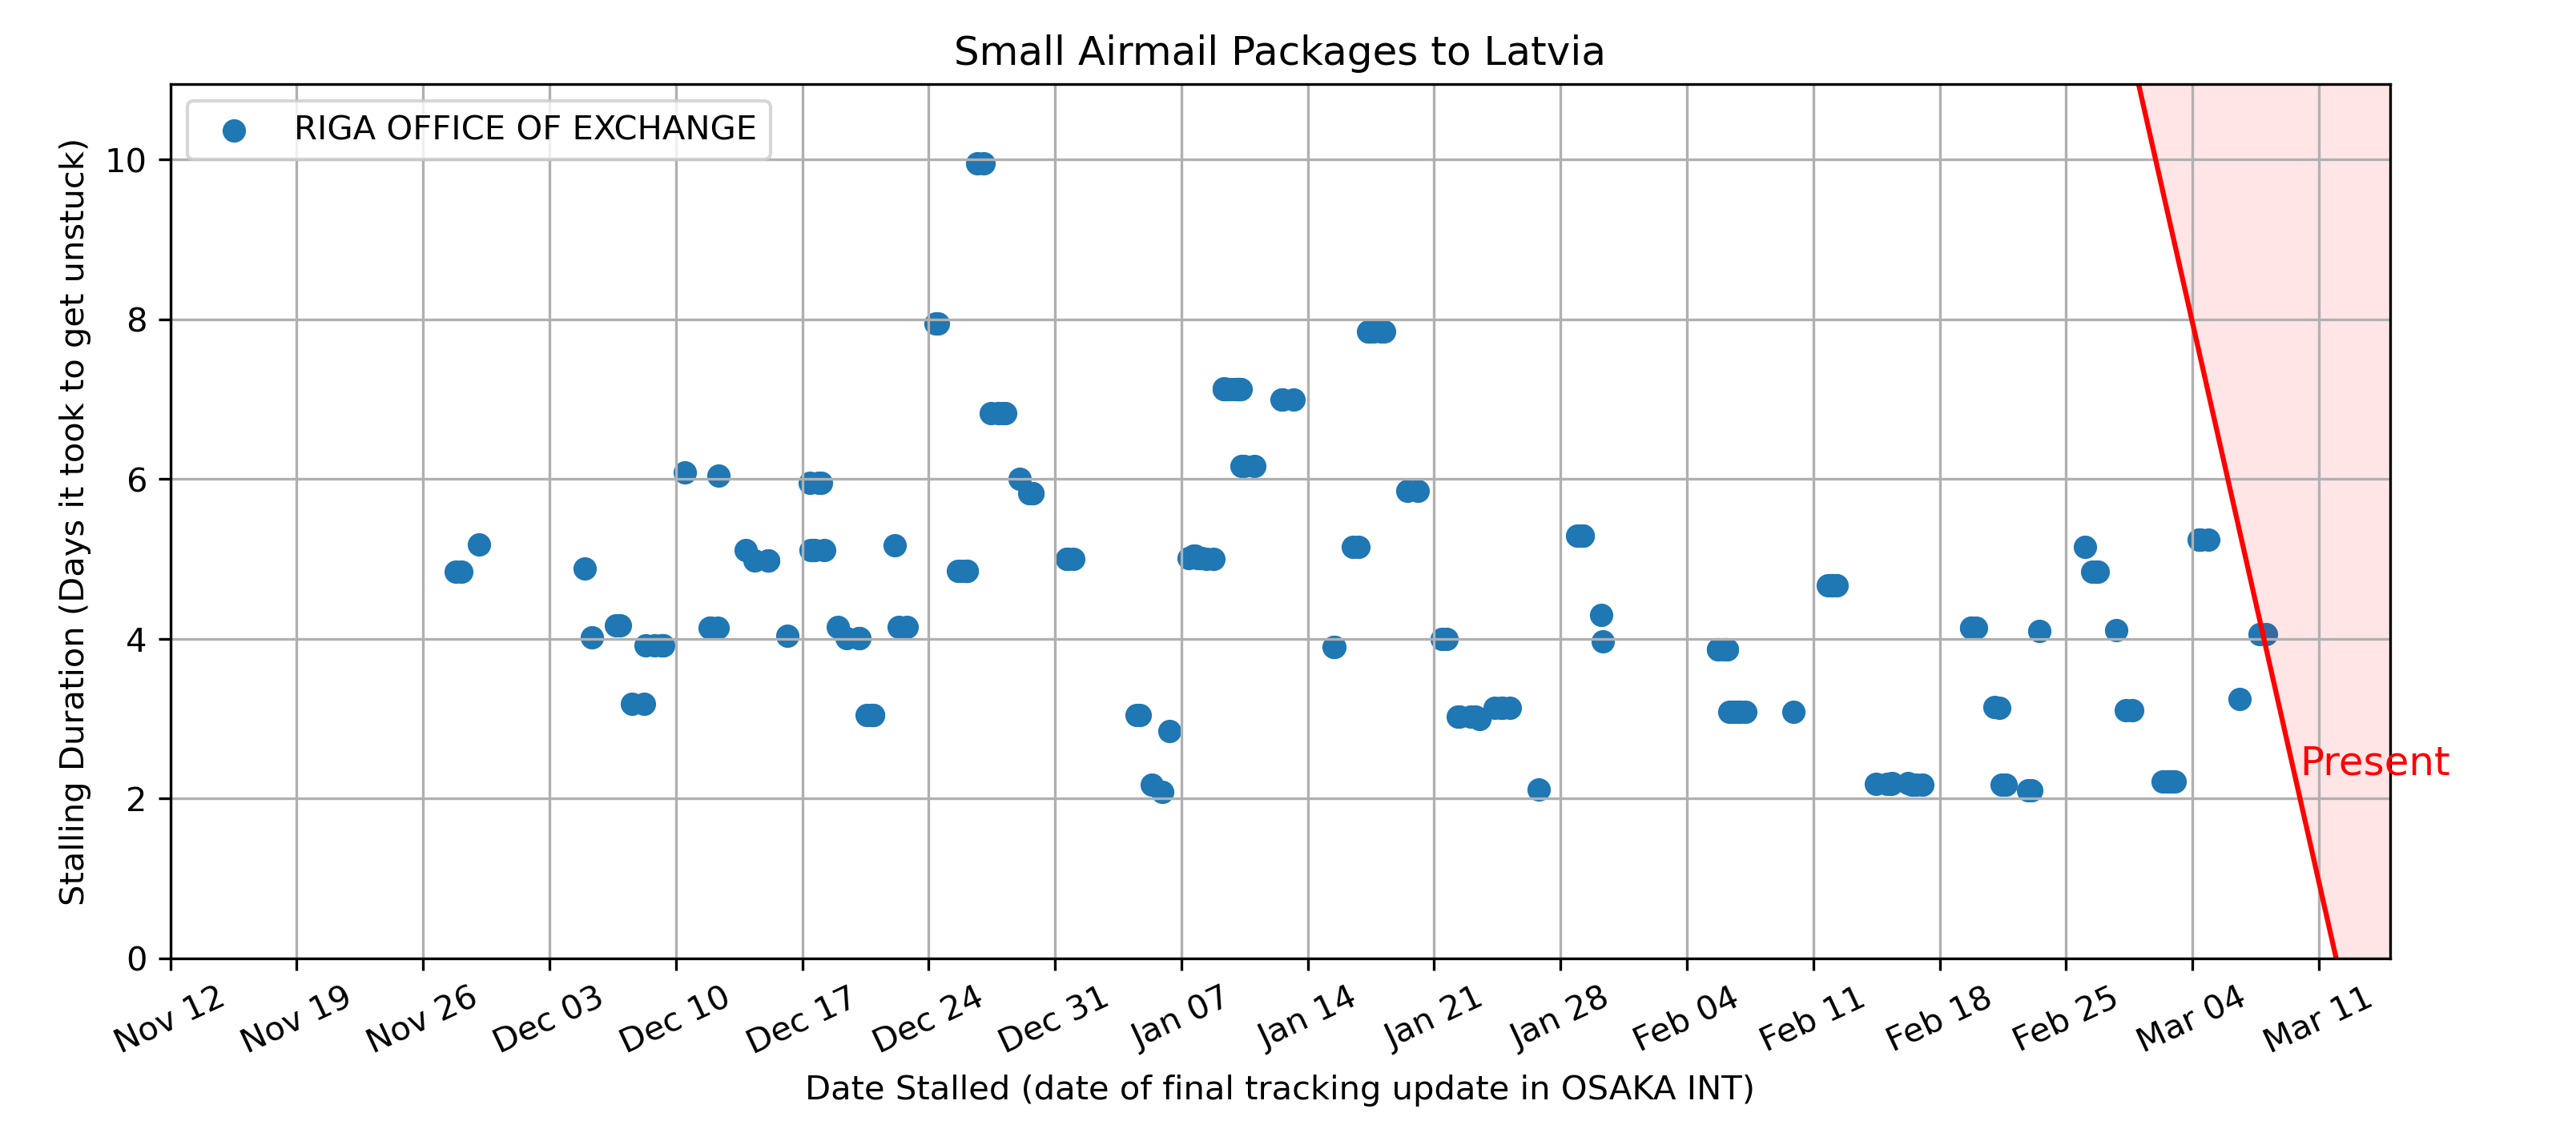 Small Airmail Packages to Latvia
RIGA OFFICE OF EXCHANGE
Stalling Duration (Days it took to get unstuck)
10
8
6
4
2
0
Present
Nov 12
Nov 19
Nov 26
Dec 03
Dec 10
Dec 17
Dec 24
Dec 31
Jan 07
Jan 14
Jan 21
Jan 28
Feb 04
Feb 11
Feb 18
Feb 25
Mar 04
Mar 11
Date Stalled (date of final tracking update in OSAKA INT)